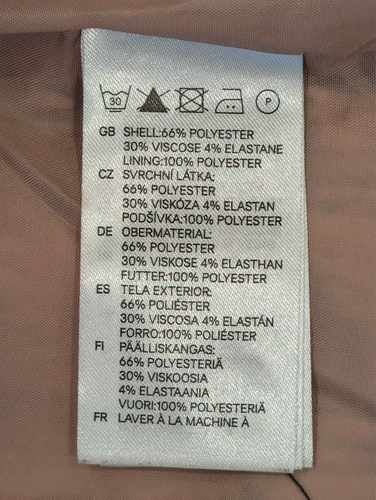 30 P
GB SHELL:66% POLYESTER
30% VISCOSE 4% ELASTANE
LINING:100% POLYESTER
CZ SVRCHNÍ LÁTKA:
66% POLYESTER
30% VISKÓZA 4% ELASTAN
PODŠÍVKA:100% POLYESTER
DE OBERMATERIAL:
66% POLYESTER
30% VISKOSE 4% ELASTHAN
FUTTER:100% POLYESTER
ES TELA EXTERIOR:
66% POLIÉSTER
30% VISCOSA 4% ELASTÁN
FORRO:100% POLIÉSTER
FI PÄÄLLISKANGAS:
66% POLYESTERIÄ
30% VISKOOSIA
4% ELASTAANIA
VUORI:100% POLYESTERIÄ
FR LAVER À LA MACHINE À